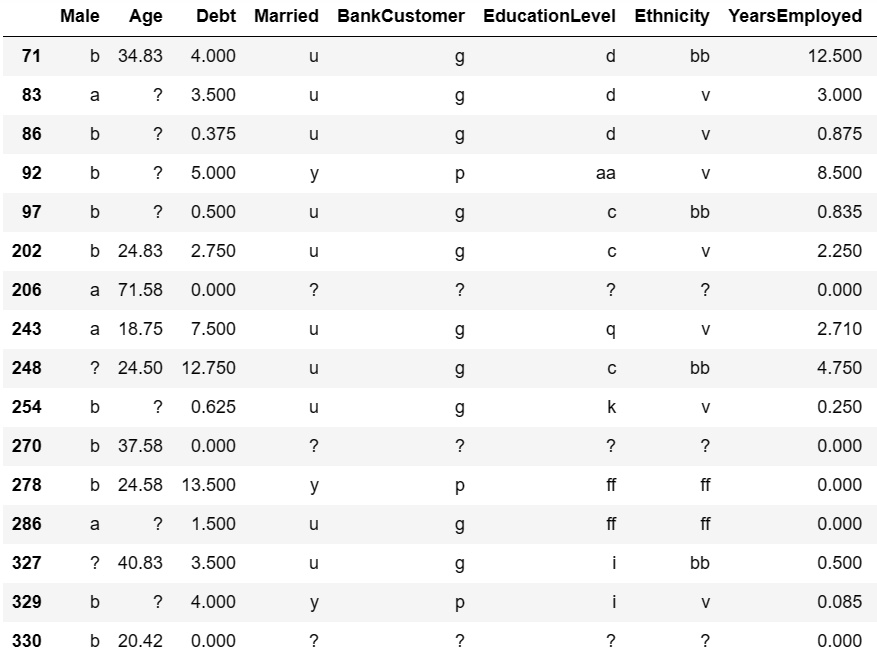 Male Age Debt Married BankCustomer EducationLevel Ethnicity YearsEmployed
71 b 34.83 4.000 u g d bb 12.500
83 a ? 3.500 u g d v 3.000
86 b ? 0.375 u g d v 0.875
92 b ? 5.000 y p aa v 8.500
97 b ? 0.500 u g c bb 0.835
202 b 24.83 2.750 u g c v 2.250
206 a 71.58 0.000 ? ? ? ? 0.000
243 a 18.75 7.500 u g q v 2.710
248 ? 24.50 12.750 u g c bb 4.750
254 b ? 0.625 u g k v 0.250
270 b 37.58 0.000 ? ? ? ? 0.000
278 b 24.58 13.500 y p ff ff 0.000
286 a ? 1.500 u g ff ff 0.000
327 ? 40.83 3.500 u g i bb 0.500
329 b ? 4.000 y p i v 0.085
330 b 20.42 0.000 ? ? ? ? 0.000